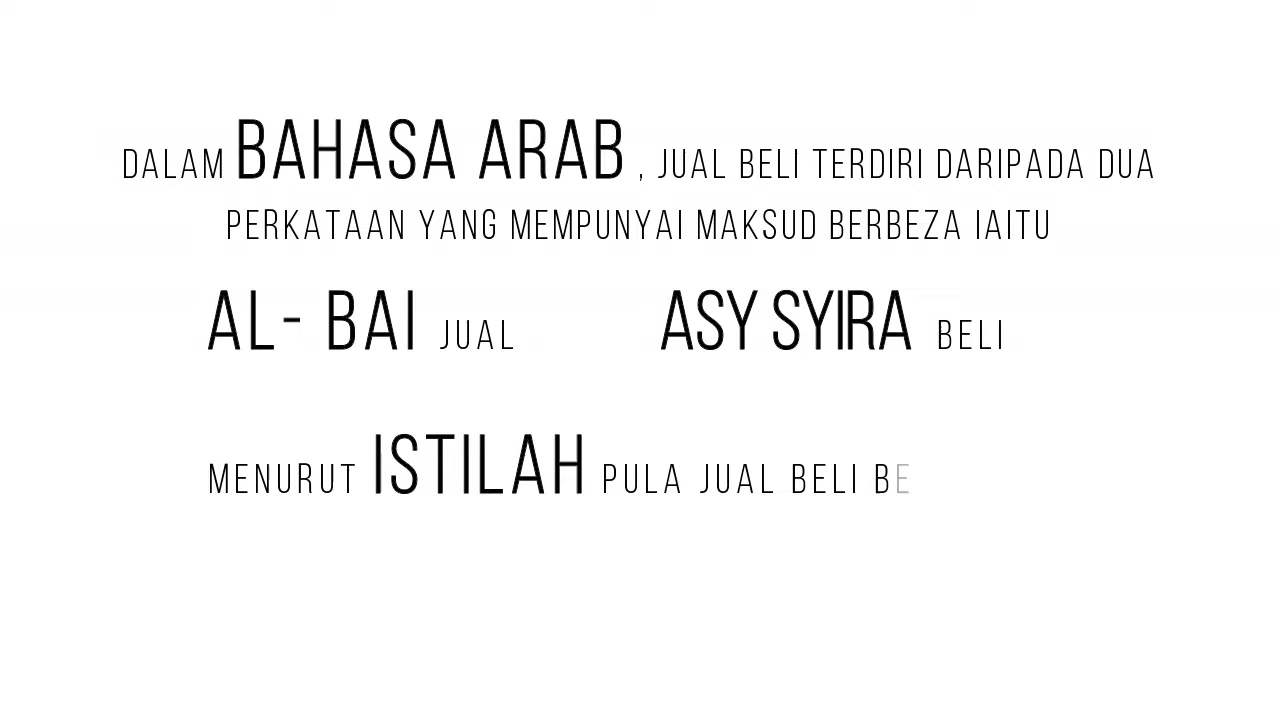 DALAM BAHASA ARAB, JUAL BELI TERDIRI DARIPADA DUA
PERKATAAN YANG MEMPUNYAI MAKSUD BERBEZA IAITU
AL- BAI JUAL ASY SYIRA BELI
MENURUT ISTILAH PULA JUAL BELI BE